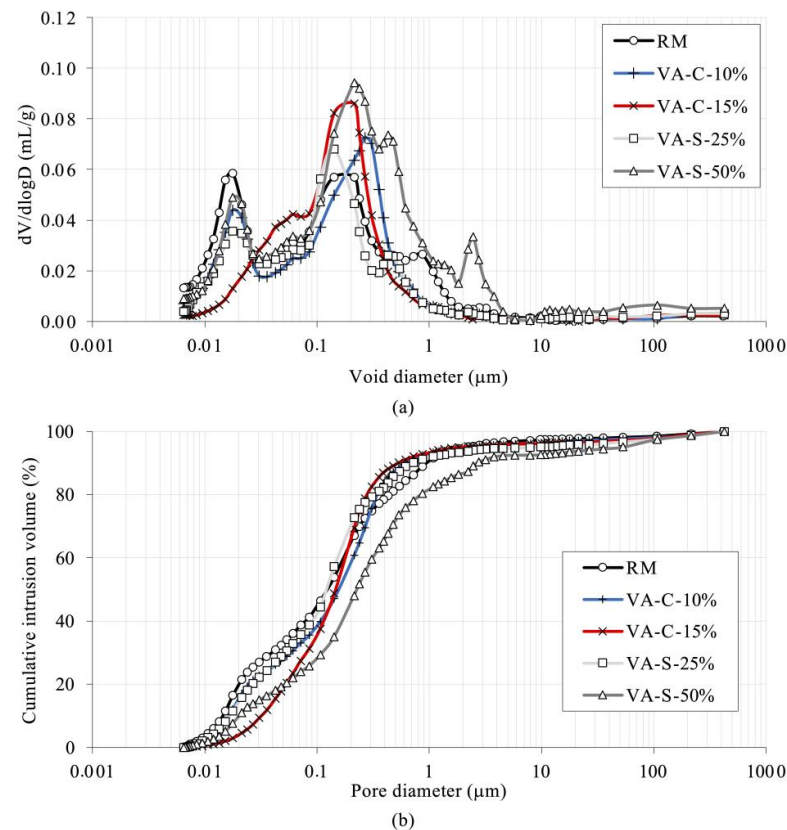 0.12
0.10
0.08
0.06
0.04
0.02
0.00
dV/dlogD (mL/g)
RM
VA-C-10%
VA-C-15%
VA-S-25%
VA-S-50%
0.001 0.01 0.1 1 10 100 1000
Void diameter (μm)
(a)
100
80
60
40
20
0
Cumulative intrusion volume (%)
RM
VA-C-10%
VA-C-15%
VA-S-25%
VA-S-50%
0.001 0.01 0.1 1 10 100 1000
Pore diameter (μm)
(b)